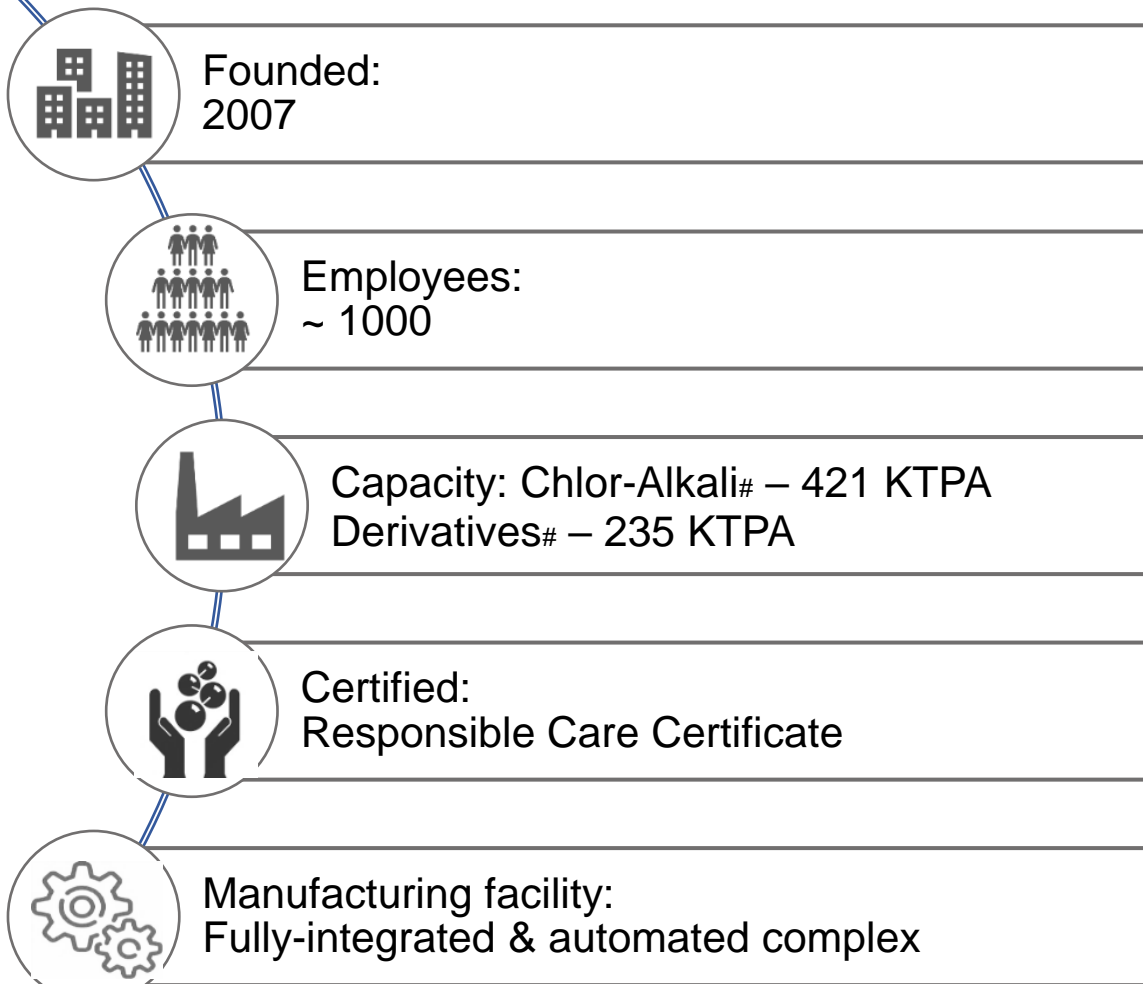 Founded:
2007
Employees:
~ 1000
Capacity: Chlor-Alkali# – 421 KTPA
Derivatives# – 235 KTPA
Certified:
Responsible Care Certificate
Manufacturing facility:
Fully-integrated & automated complex